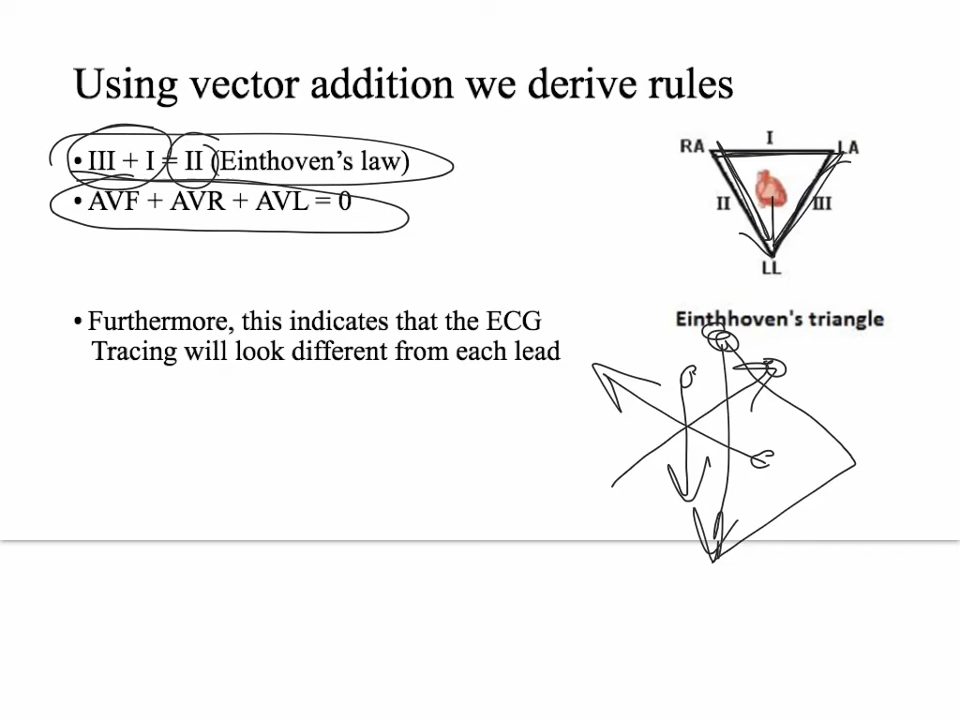 Using vector addition we derive rules
• III + I = II (Einthoven's law)
• AVF + AVR + AVL = 0
RA I LA
II III
LL
• Furthermore, this indicates that the ECG
Tracing will look different from each lead
Einthhoven's triangle